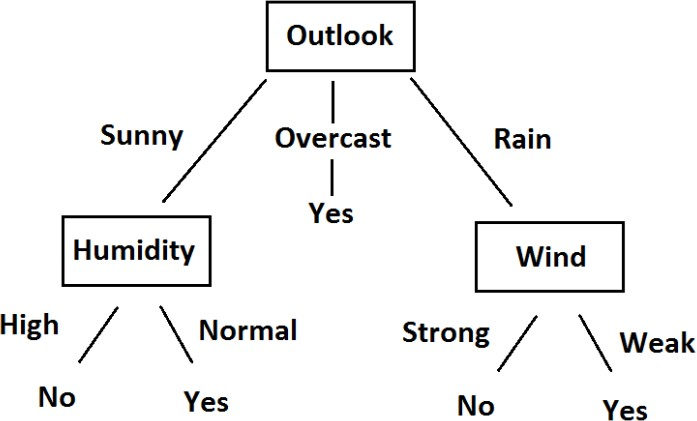 Outlook
Sunny
Overcast
Rain
Yes
Humidity
Wind
High
Normal
Strong
Weak
No
Yes
No
Yes